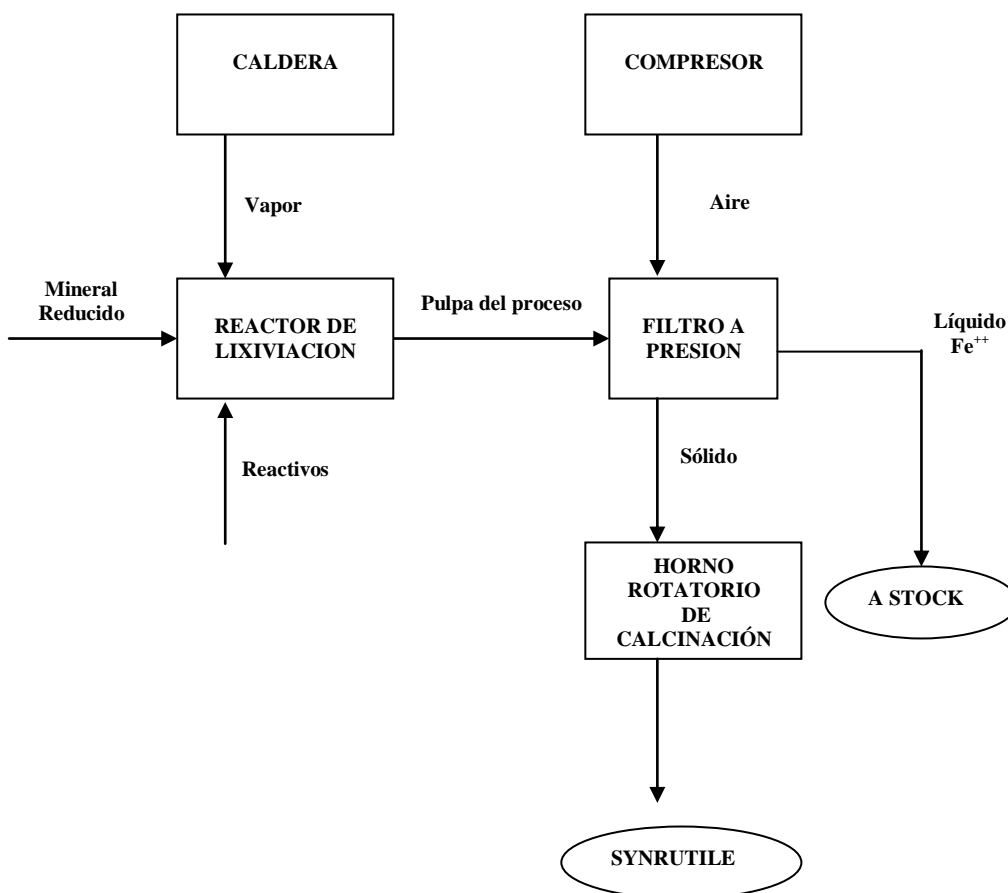 CALDERA
COMPRESOR
Vapor
Aire
Mineral
Reducido
REACTOR DE
LIXIVIACION
Pulpa del proceso
FILTRO A
PRESION
Líquido
Fe⁺⁺
Reactivos
Sólido
HORNO
ROTATORIO
DE
CALCINACIÓN
A STOCK
SYNRUTILE